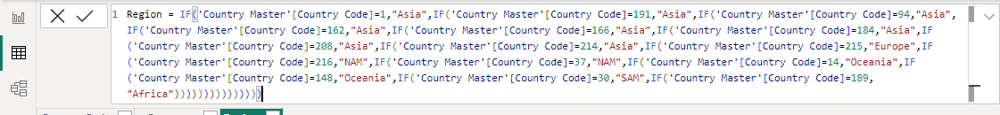 1 Region = IF('Country Master'[Country Code]=1,"Asia",IF('Country Master'[Country Code]=191,"Asia",IF('Country Master'[Country Code]=94,"Asia",
IF('Country Master'[Country Code]=162,"Asia",IF('Country Master'[Country Code]=166,"Asia",IF('Country Master'[Country Code]=184,"Asia",IF
('Country Master'[Country Code]=208,"Asia",IF('Country Master'[Country Code]=214,"Asia",IF('Country Master'[Country Code]=215,"Europe",IF
('Country Master'[Country Code]=216,"NAM",IF('Country Master'[Country Code]=37,"NAM",IF('Country Master'[Country Code]=14,"Oceania",IF
('Country Master'[Country Code]=148,"Oceania",IF('Country Master'[Country Code]=30,"SAM",IF('Country Master'[Country Code]=189,
"Africa")))))))))))))))